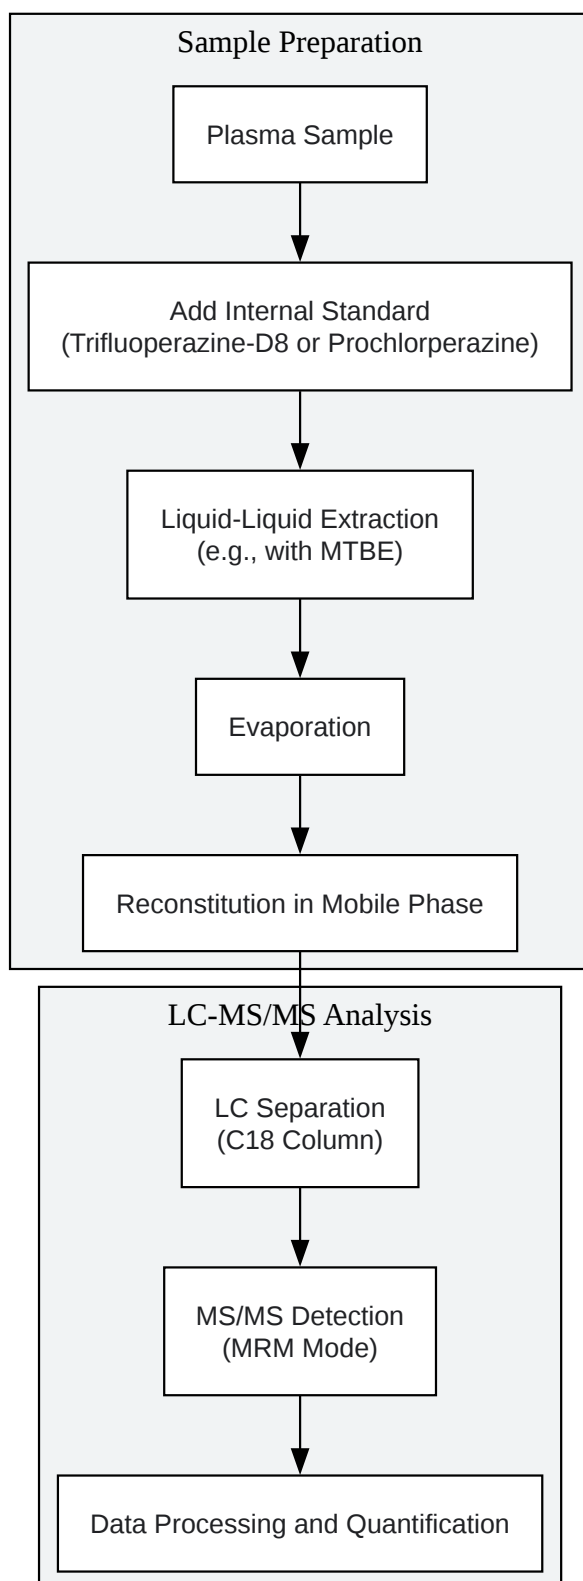 Sample Preparation
Plasma Sample
Add Internal Standard
(Trifluoperazine-D8 or Prochlorperazine)
Liquid-Liquid Extraction
(e.g., with MTBE)
Evaporation
Reconstitution in Mobile Phase
LC-MS/MS Analysis
LC Separation
(C18 Column)
MS/MS Detection
(MRM Mode)
Data Processing and Quantification